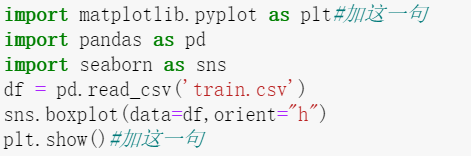 import matplotlib.pyplot as plt#加这一句
import pandas as pd
import seaborn as sns
df = pd.read_csv('train.csv')
sns.boxplot(data=df,orient="h")
plt.show()#加这一句